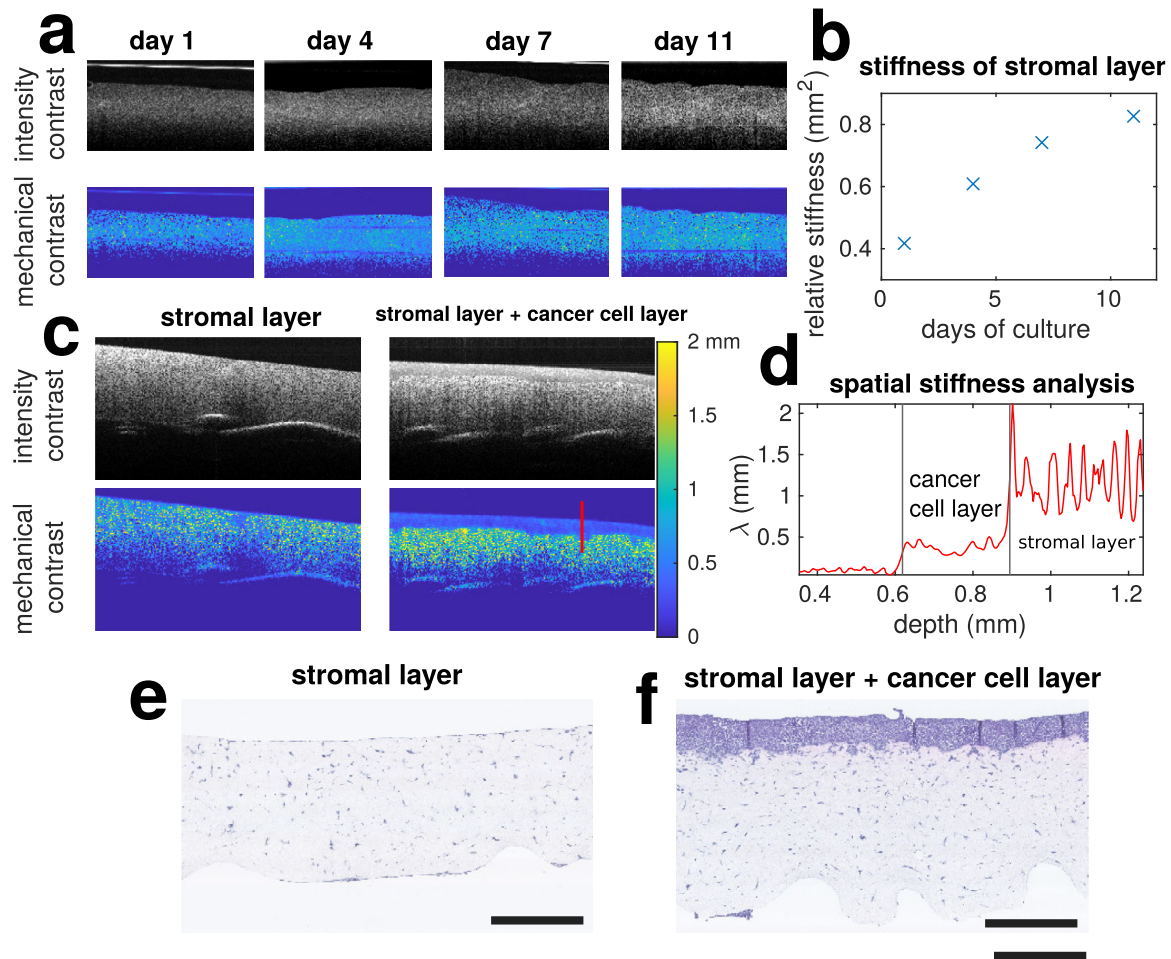 a
day 1
day 4
day 7
day 11
intensity
contrast
mechanical
contrast
b
stiffness of stromal layer
relative stiffness (mm²)
0.8
0.6
0.4
0
5
10
days of culture
c
stromal layer
stromal layer + cancer cell layer
intensity
contrast
mechanical
contrast
2 mm
1.5
1
0.5
0
d
spatial stiffness analysis
λ (mm)
2
1.5
1
0.5
cancer
cell layer
stromal layer
0.4
0.6
0.8
1
1.2
depth (mm)
e
stromal layer
f
stromal layer + cancer cell layer